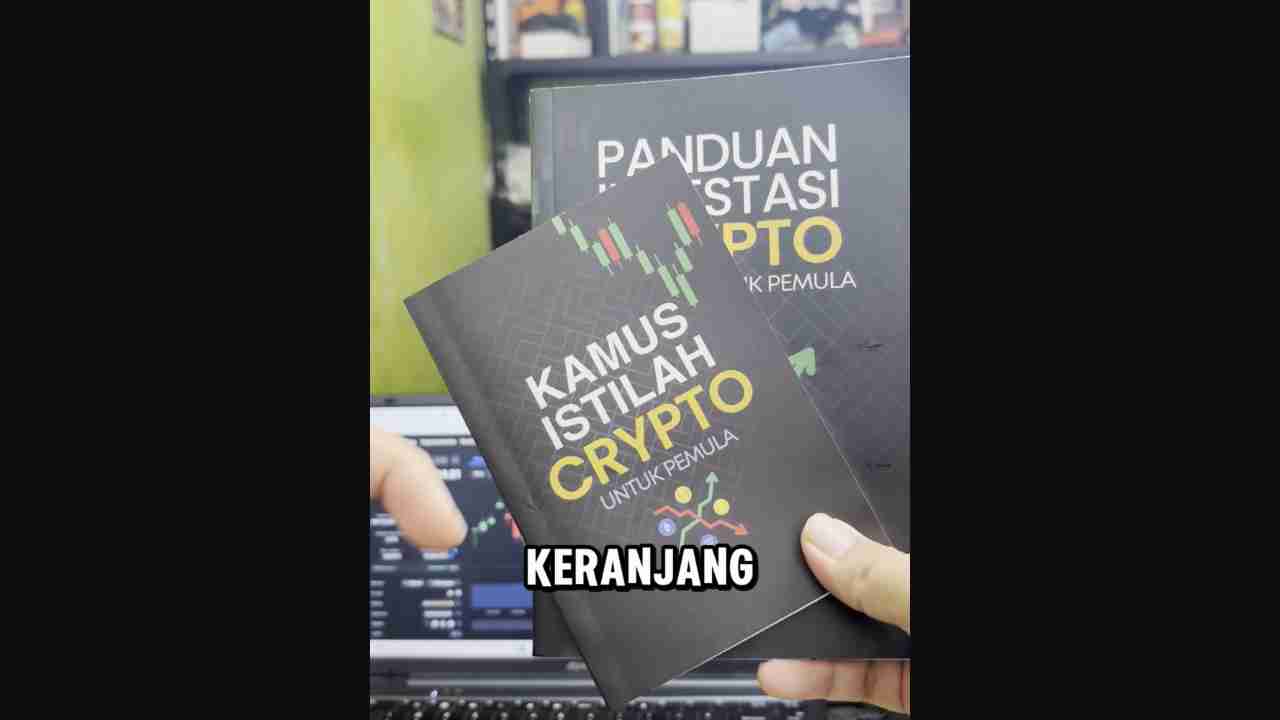 PANDUAN
STASI
PTO
UK PEMULA
KAMUS
ISTILAH
CRYPTO
UNTUK PEMULA
KERANJANG